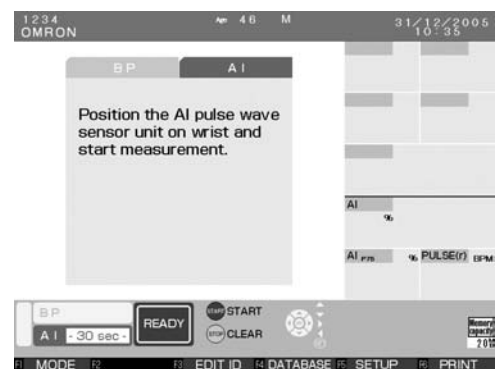 1234
OMRON
Age 46 M
31/12/2005
10:35
BP AI
Position the AI pulse wave
sensor unit on wrist and
start measurement.
AI
%
AI P75 % PULSE(r) BPM
BP
AI - 30 sec -
READY
START START
STOP CLEAR
Memory
capacity
20%
F1 MODE F2 F3 EDIT ID F4 DATABASE F5 SETUP F6 PRINT